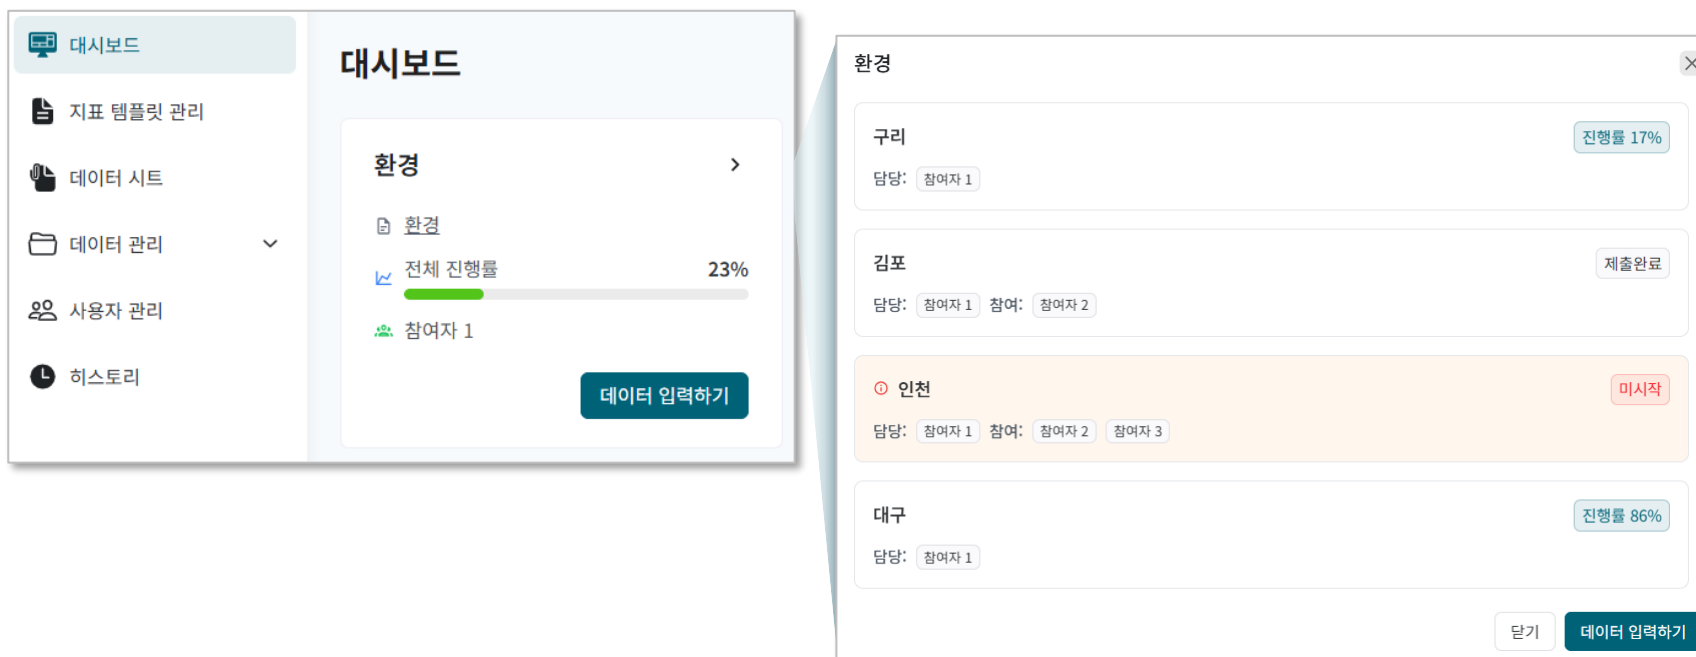 대시보드
지표 템플릿 관리
데이터 시트
데이터 관리
사용자 관리
히스토리
대시보드
환경
환경
전체 진행률 23%
참여자 1
데이터 입력하기
환경
구리 진행률 17%
담당: 참여자 1
김포 제출완료
담당: 참여자 1 참여: 참여자 2
인천 미시작
담당: 참여자 1 참여: 참여자 2 참여자 3
대구 진행률 86%
담당: 참여자 1
닫기 데이터 입력하기